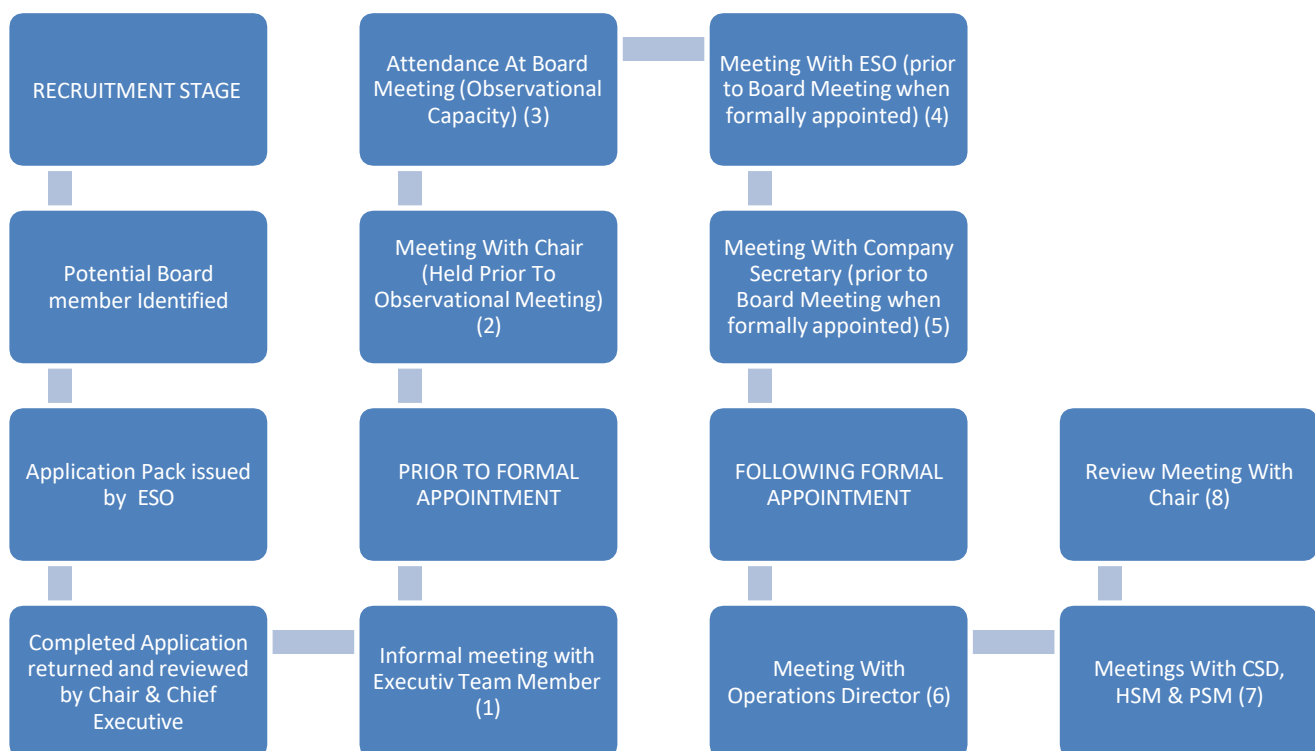 RECRUITMENT STAGE
Potential Board
member Identified
Application Pack issued
by ESO
Completed Application
returned and reviewed
by Chair & Chief
Executive
Informal meeting with
Executiv Team Member
(1)
PRIOR TO FORMAL
APPOINTMENT
Meeting With Chair
(Held Prior To
Observational Meeting)
(2)
Attendance At Board
Meeting (Observational
Capacity) (3)
Meeting With ESO (prior
to Board Meeting when
formally appointed) (4)
Meeting With Company
Secretary (prior to
Board Meeting when
formally appointed) (5)
FOLLOWING FORMAL
APPOINTMENT
Meeting With
Operations Director (6)
Meetings With CSD,
HSM & PSM (7)
Review Meeting With
Chair (8)